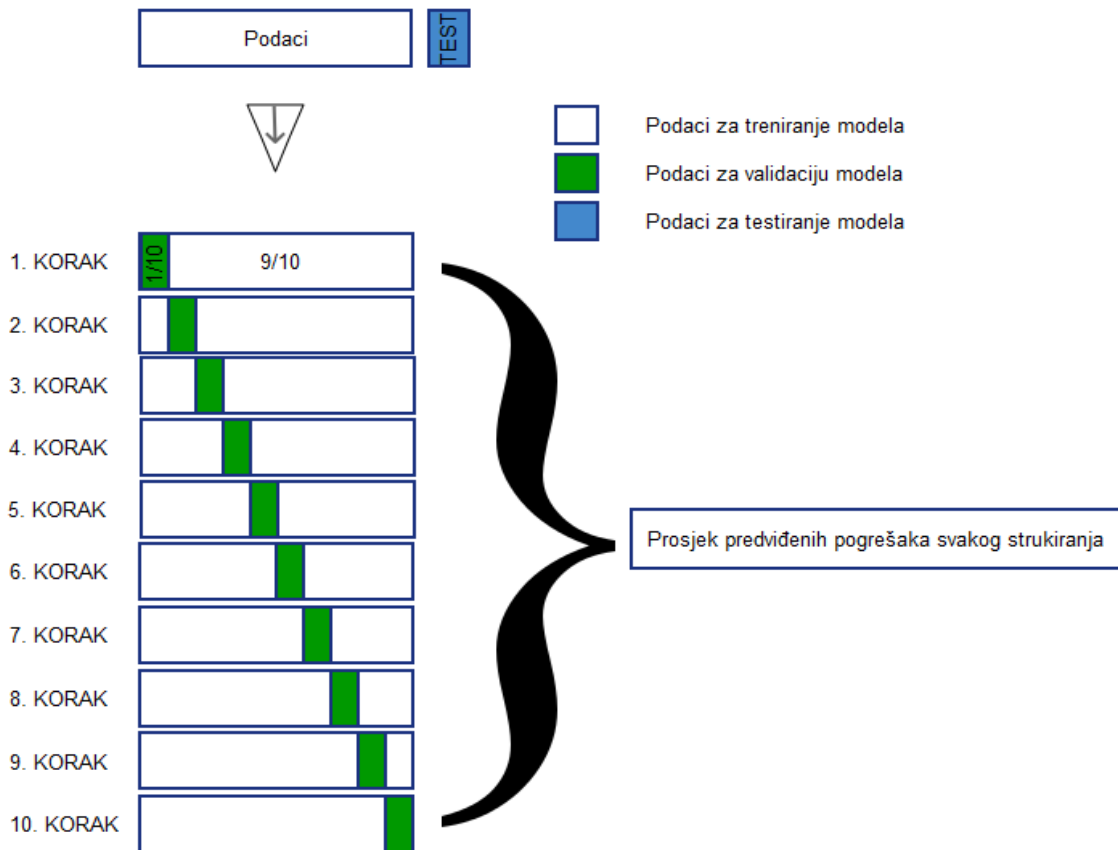 Podaci
TEST
Podaci za treniranje modela
Podaci za validaciju modela
Podaci za testiranje modela
1. KORAK
1/10
9/10
2. KORAK
3. KORAK
4. KORAK
5. KORAK
Prosjek predviđenih pogrešaka svakog strukiranja
6. KORAK
7. KORAK
8. KORAK
9. KORAK
10. KORAK